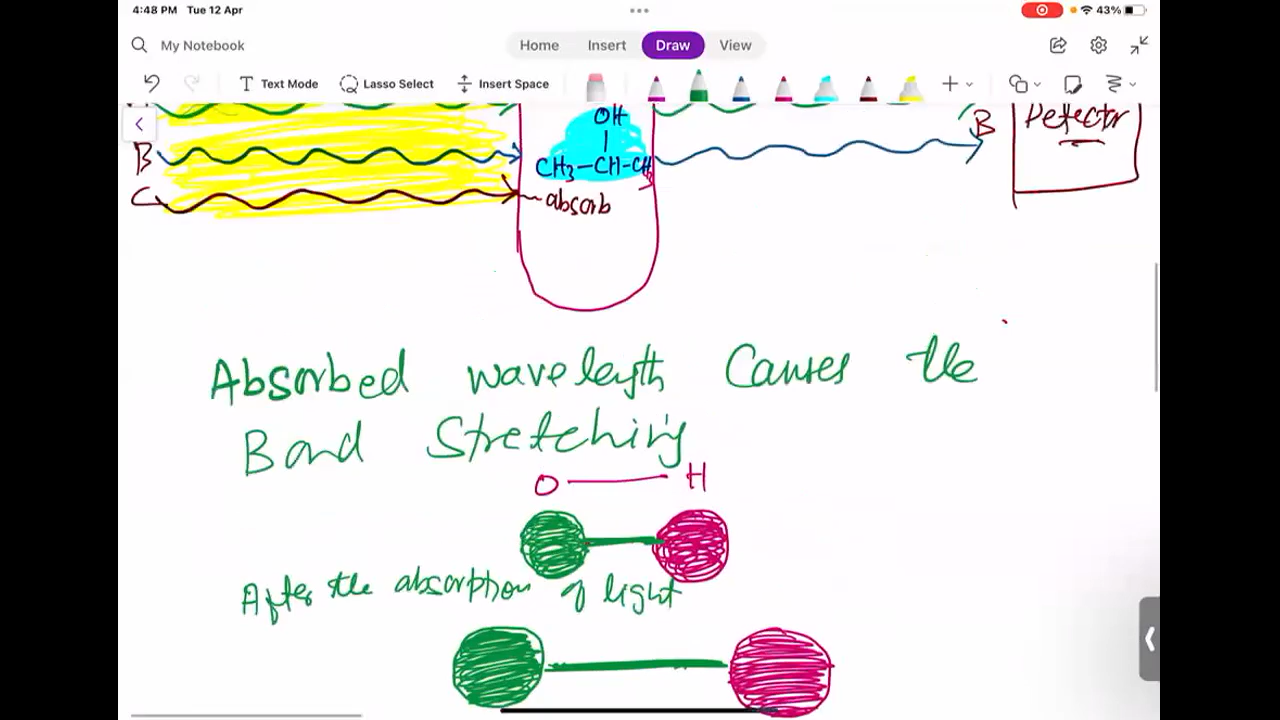 4:48 PM Tue 12 Apr
43%
My Notebook
Home Insert Draw View
Text Mode Lasso Select Insert Space
OH
B
Detector
B
CH3-CH-CH
C
absorb
Absorbed wavelength Causes the
Bond Stretching
O H
After the absorption of light